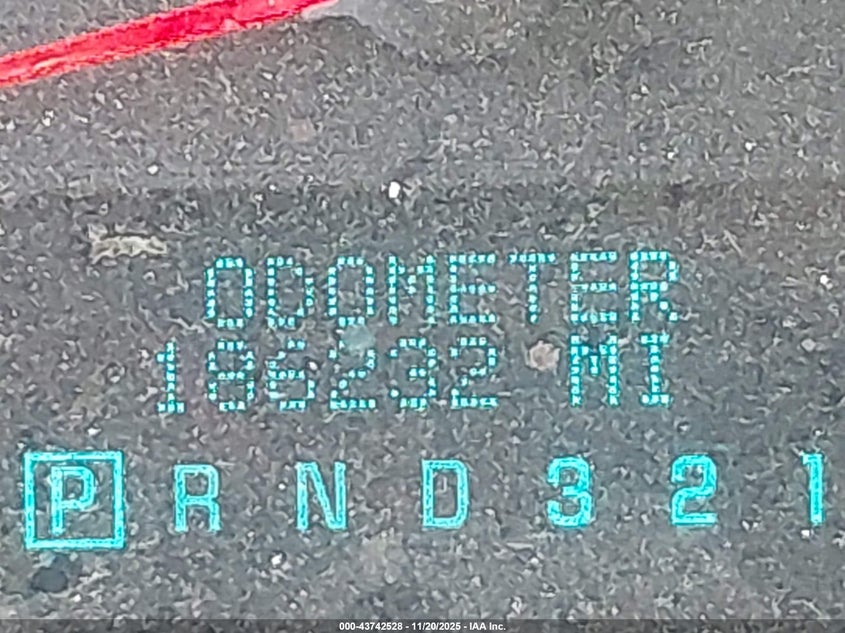 ODOMETER
186232 MI
P R N D 3 2 1
000-43742528 - 11/20/2025 - IAA Inc.